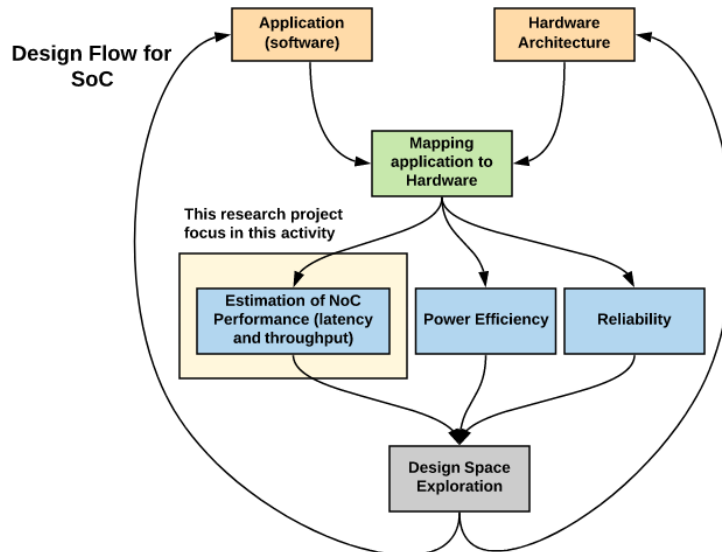 Application
(software)
Hardware
Architecture
Design Flow for
SoC
Mapping
application to
Hardware
This research project
focus in this activity
Estimation of NoC
Performance (latency
and throughput)
Power Efficiency
Reliability
Design Space
Exploration